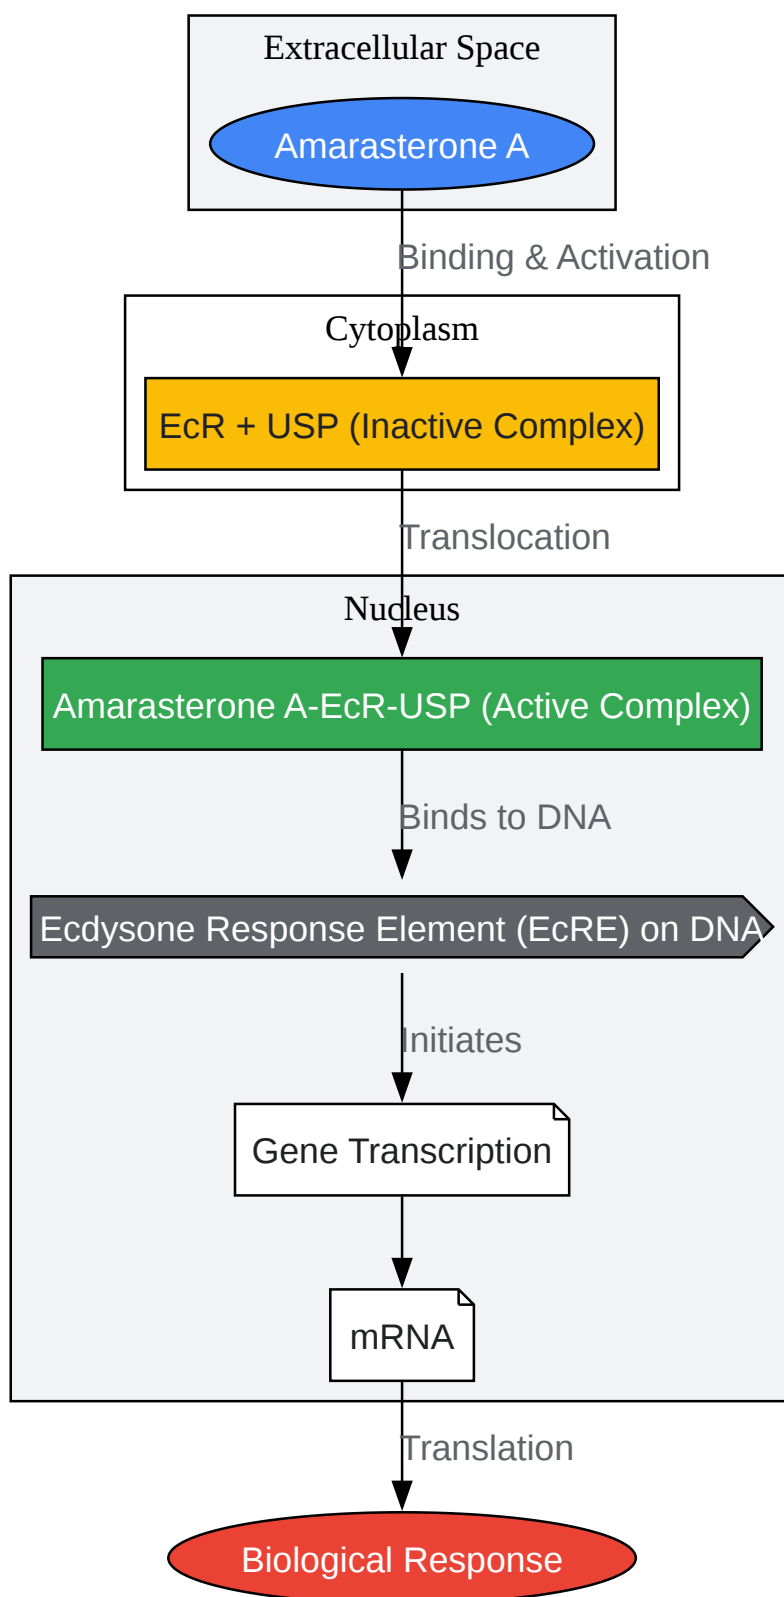 Extracellular Space
Amarasterone A
Binding & Activation
Cytoplasm
EcR + USP (Inactive Complex)
Translocation
Nucleus
Amarasterone A-EcR-USP (Active Complex)
Binds to DNA
Ecdysone Response Element (EcRE) on DNA
Initiates
Gene Transcription
mRNA
Translation
Biological Response